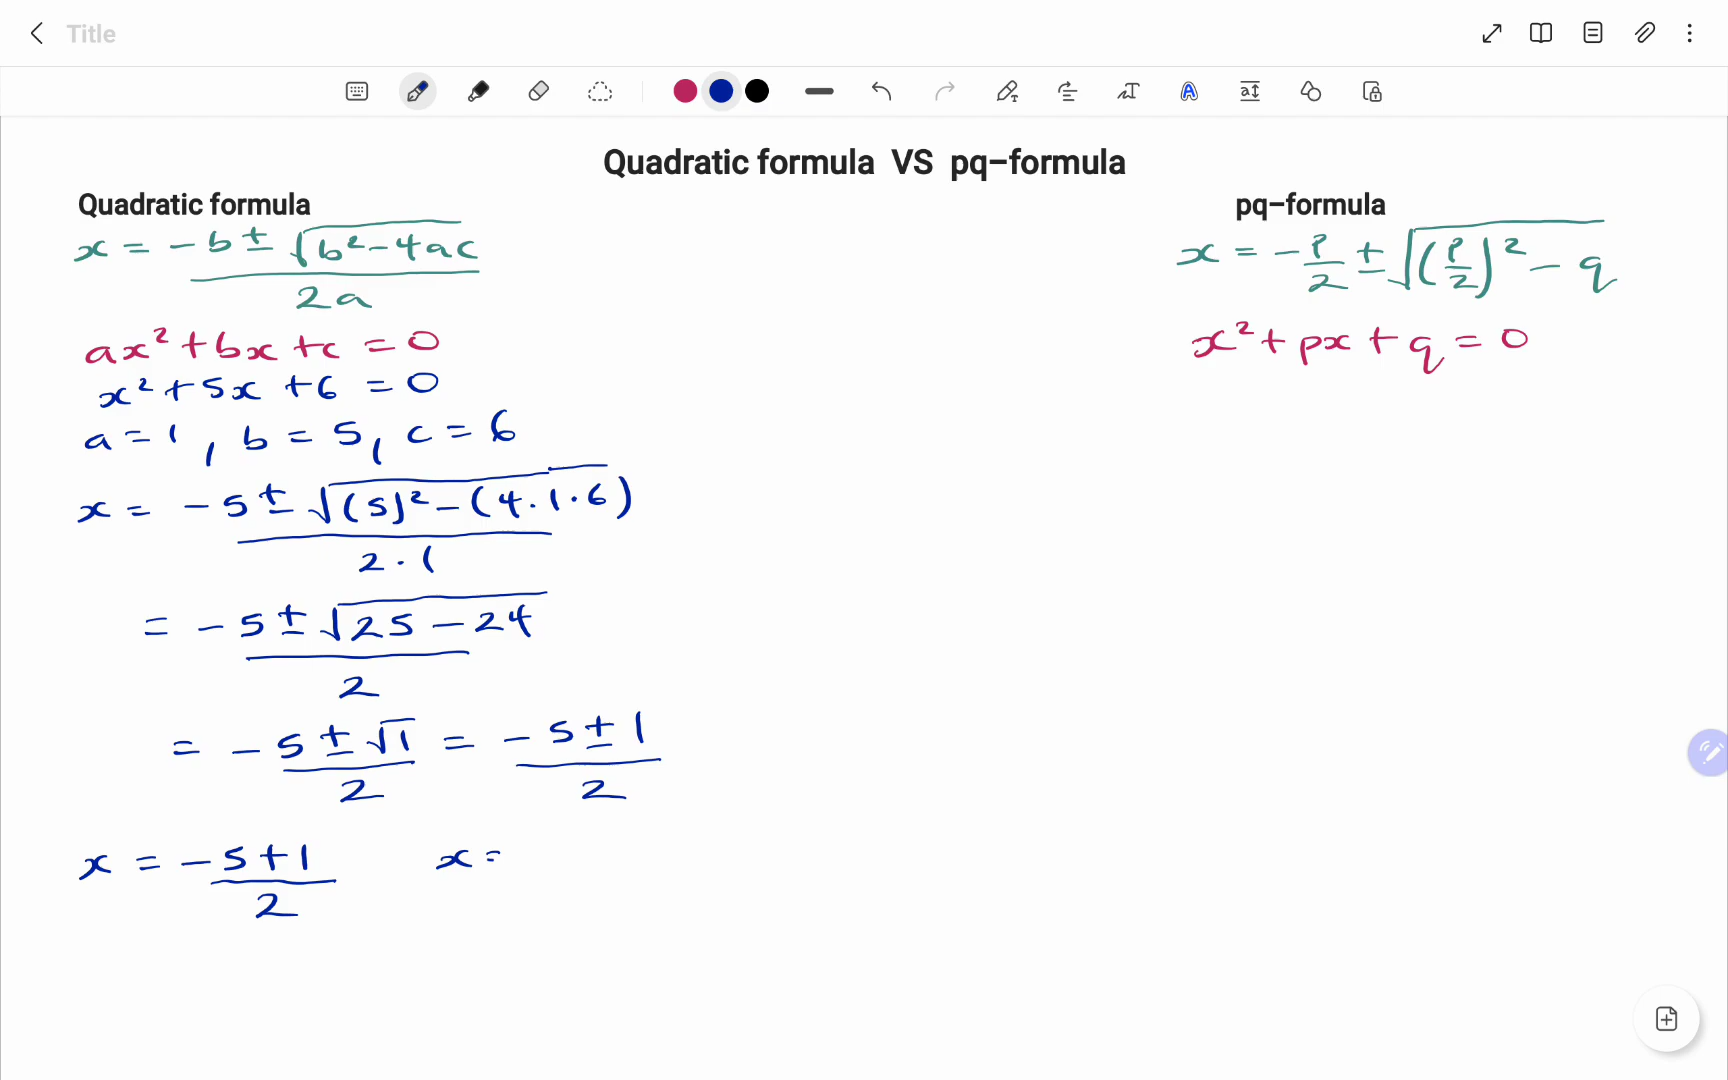 Title
Quadratic formula VS pq-formula
Quadratic formula
x = -b ± √b² - 4ac
2a
ax² + bx + c = 0
x² + 5x + 6 = 0
a = 1, b = 5, c = 6
x = -5 ± √(5)² - (4·1·6)
2·1
= -5 ± √25 - 24
2
= -5 ± √1 = -5 ± 1
2 2
x = -5 + 1 x =
2
pq-formula
x = -p/2 ± √(p/2)² - q
x² + px + q = 0